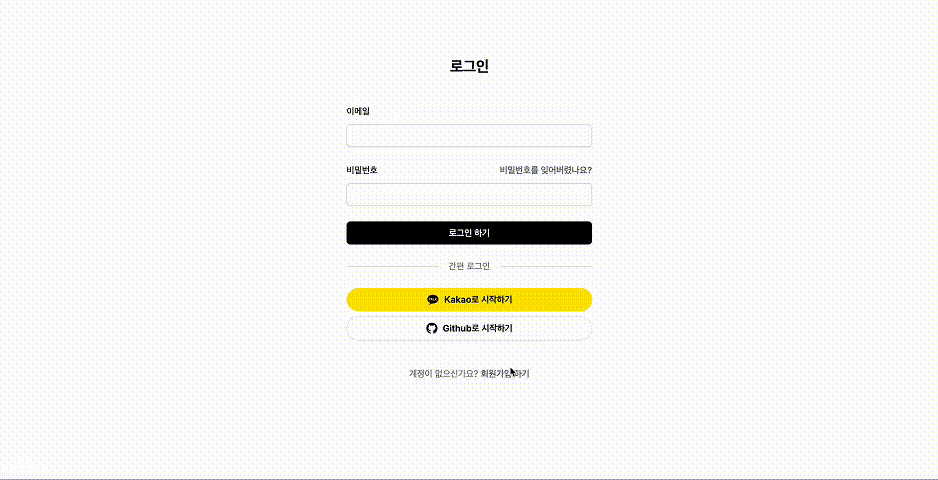 로그인
이메일
비밀번호 비밀번호를 잊어버렸나요?
로그인 하기
간편 로그인
Kakao로 시작하기
Github로 시작하기
계정이 없으신가요? 회원가입 하기